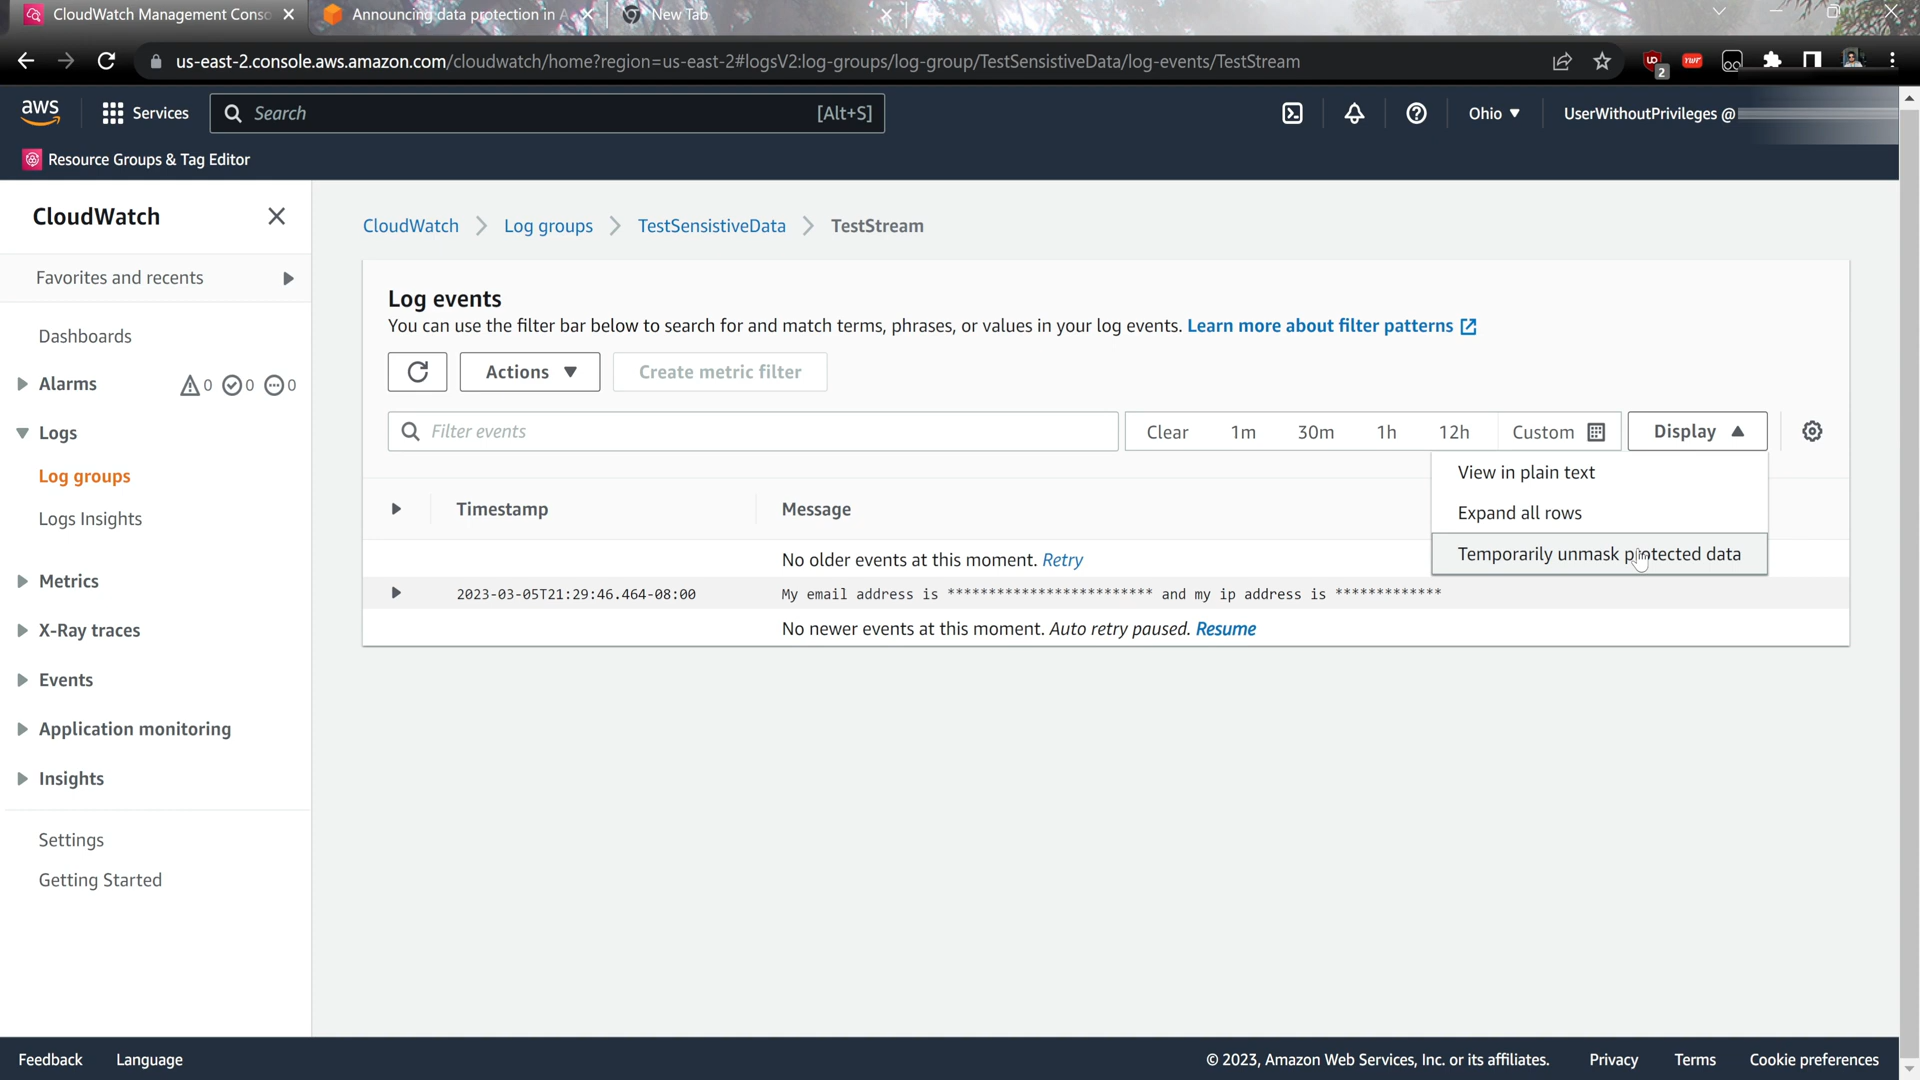 CloudWatch Management Conso
Announcing data protection in A
New Tab
us-east-2.console.aws.amazon.com/cloudwatch/home?region=us-east-2#logsV2:log-groups/log-group/TestSensistiveData/log-events/TestStream
2
aws
Services
Search
[Alt+S]
Ohio
UserWithoutPrivileges @
Resource Groups & Tag Editor
CloudWatch
Favorites and recents
Dashboards
Alarms
0
0
0
Logs
Log groups
Logs Insights
Metrics
X-Ray traces
Events
Application monitoring
Insights
Settings
Getting Started
CloudWatch
Log groups
TestSensistiveData
TestStream
Log events
You can use the filter bar below to search for and match terms, phrases, or values in your log events. Learn more about filter patterns
Actions
Create metric filter
Filter events
Clear
1m
30m
1h
12h
Custom
Display
View in plain text
Expand all rows
Temporarily unmask protected data
Timestamp
Message
No older events at this moment. Retry
2023-03-05T21:29:46.464-08:00
My email address is ************************* and my ip address is *************
No newer events at this moment. Auto retry paused. Resume
Feedback
Language
© 2023, Amazon Web Services, Inc. or its affiliates.
Privacy
Terms
Cookie preferences